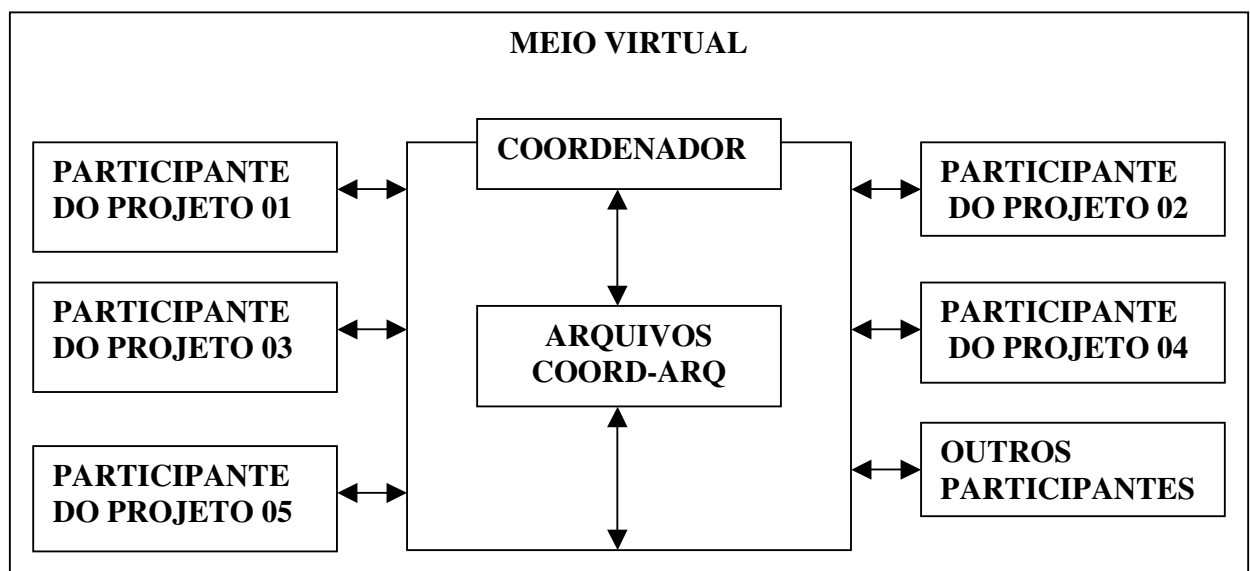 MEIO VIRTUAL
COORDENADOR
PARTICIPANTE
DO PROJETO 01
PARTICIPANTE
DO PROJETO 02
PARTICIPANTE
DO PROJETO 03
ARQUIVOS
COORD-ARQ
PARTICIPANTE
DO PROJETO 04
PARTICIPANTE
DO PROJETO 05
OUTROS
PARTICIPANTES